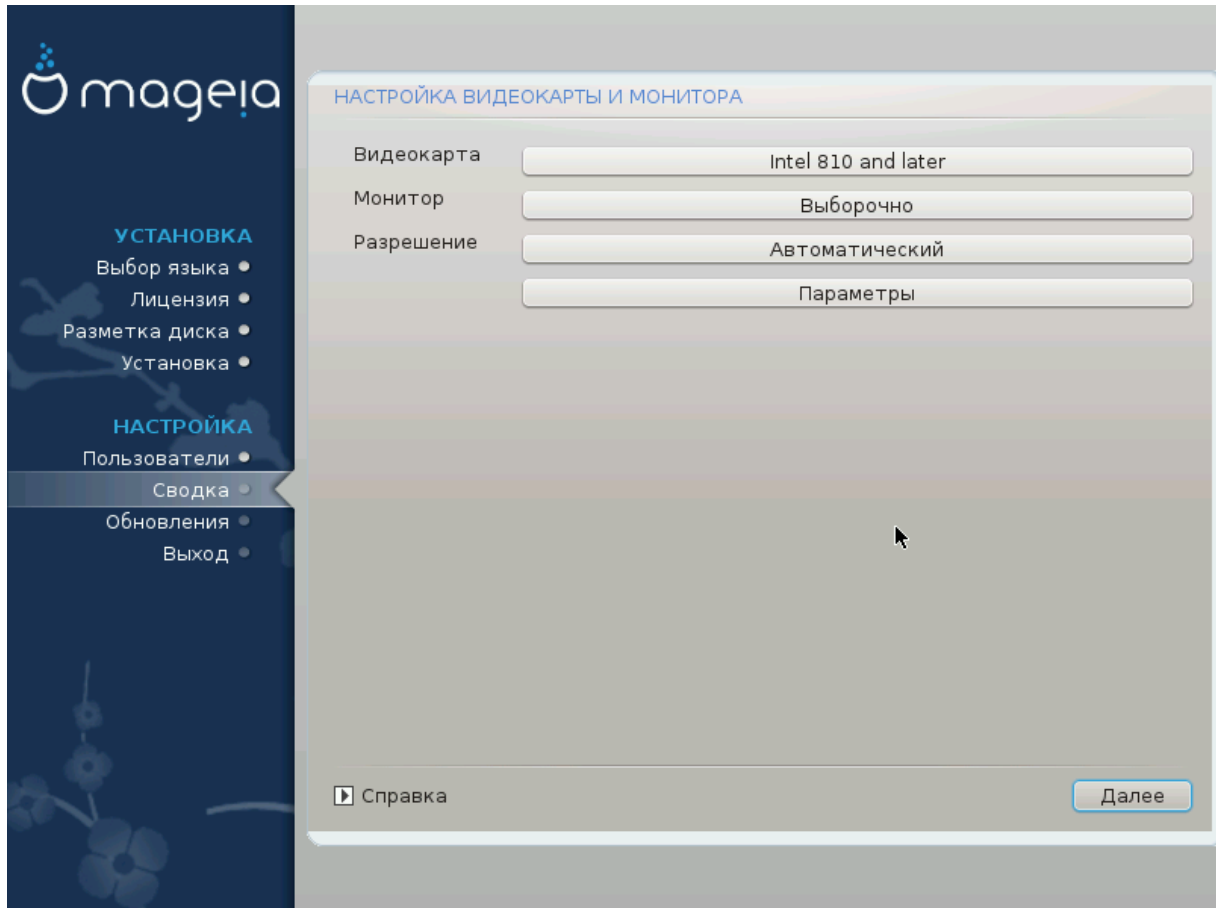 mageia
УСТАНОВКА
Выбор языка
Лицензия
Разметка диска
Установка
НАСТРОЙКА
Пользователи
Сводка
Обновления
Выход
НАСТРОЙКА ВИДЕОКАРТЫ И МОНИТОРА
Видеокарта Intel 810 and later
Монитор Выборочно
Разрешение Автоматический
Параметры
Справка Далее